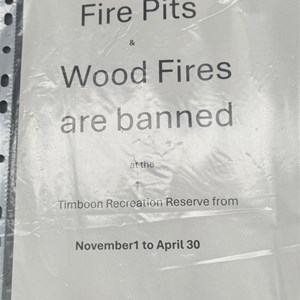 Fire Pits
&
Wood Fires
are banned
at the
Timboon Recreation Reserve from
November1 to April 30